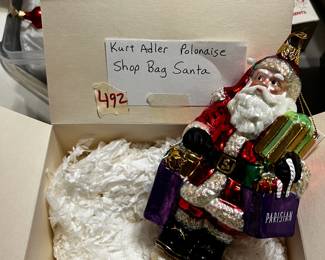 Kurt Adler Polonaise
Shop Bag Santa
492
PARISIAN